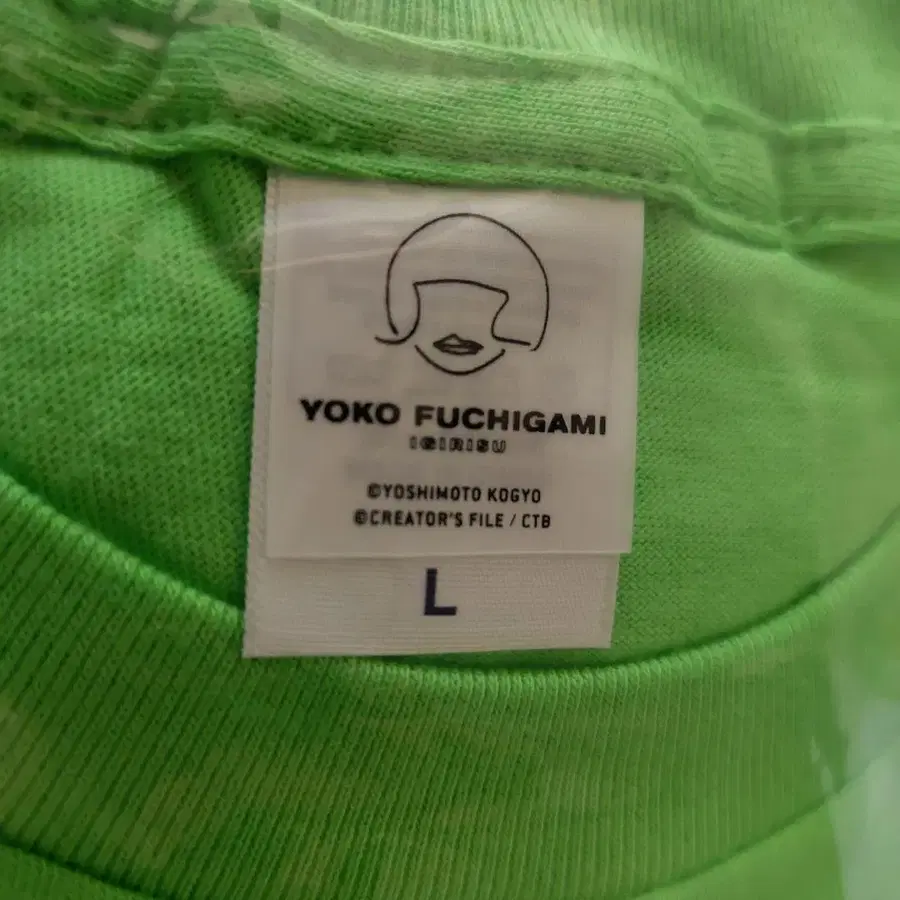 YOKO FUCHIGAMI
IGIRISU
©YOSHIMOTO KOGYO
©CREATOR'S FILE / CTB
L